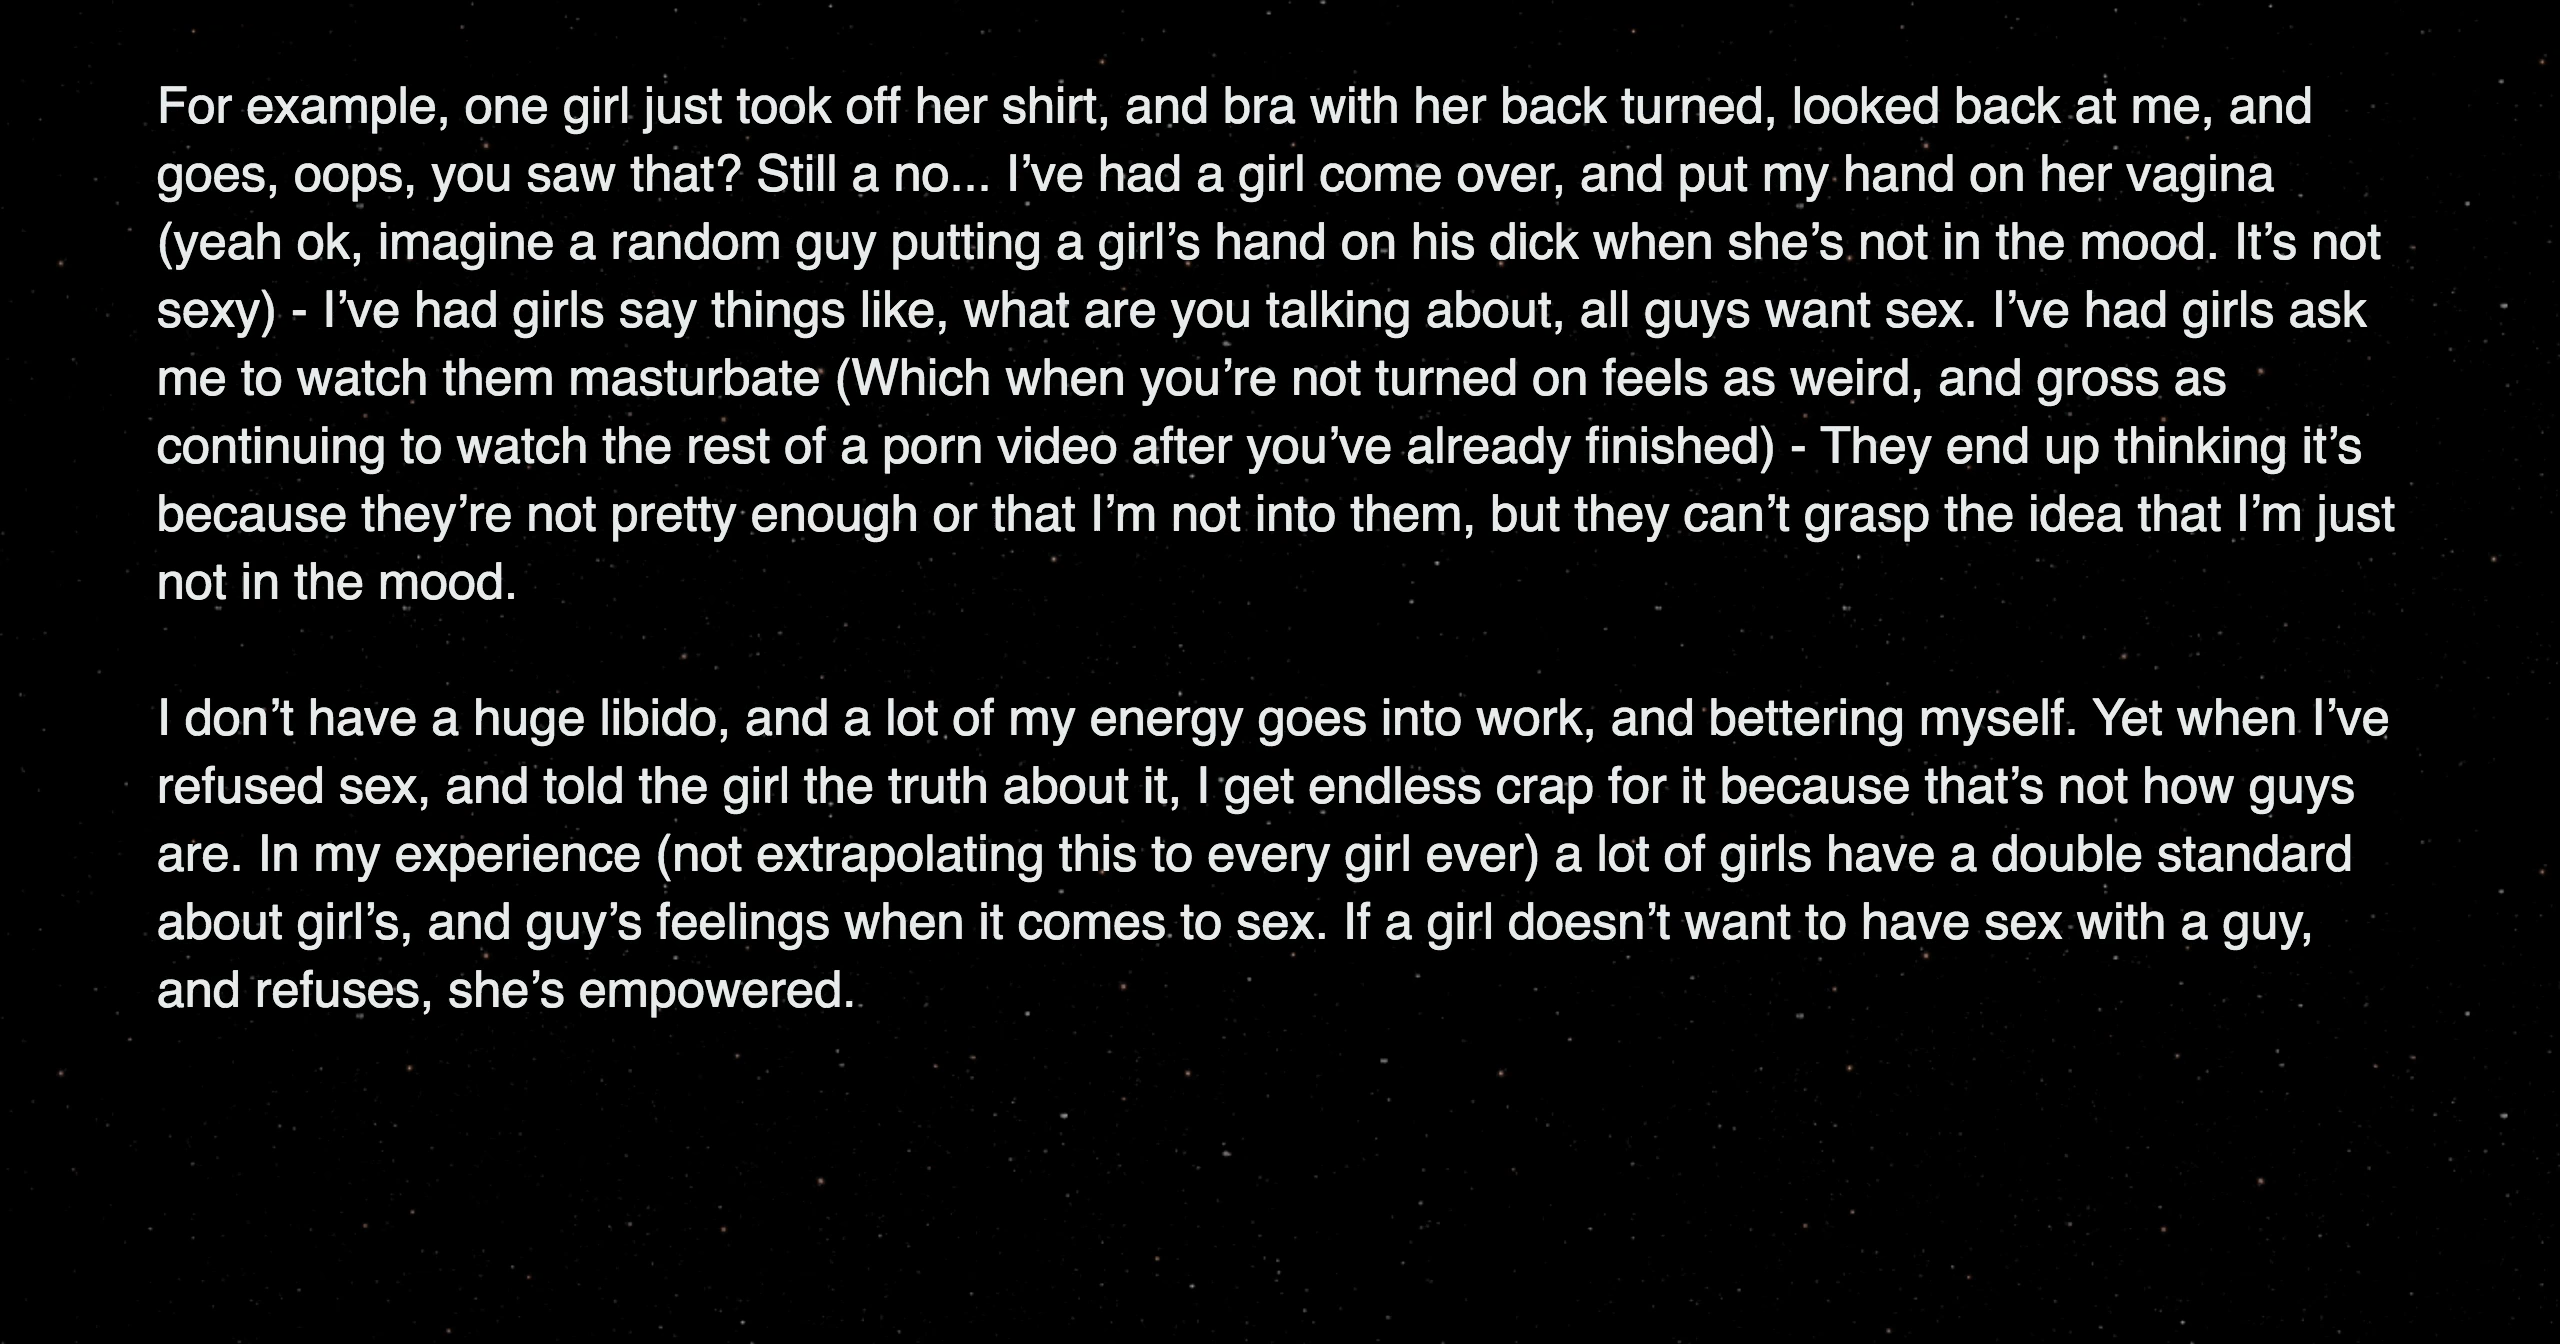 For example, one girl just took off her shirt, and bra with her back turned, looked back at me, and
goes, oops, you saw that? Still a no... I’ve had a girl come over, and put my hand on her vagina
(yeah ok, imagine a random guy putting a girl’s hand on his dick when she’s not in the mood. It’s not
sexy) - I’ve had girls say things like, what are you talking about, all guys want sex. I’ve had girls ask
me to watch them masturbate (Which when you’re not turned on feels as weird, and gross as
continuing to watch the rest of a porn video after you’ve already finished) - They end up thinking it’s
because they’re not pretty enough or that I’m not into them, but they can’t grasp the idea that I’m just
not in the mood.

I don’t have a huge libido, and a lot of my energy goes into work, and bettering myself. Yet when I’ve
refused sex, and told the girl the truth about it, I get endless crap for it because that’s not how guys
are. In my experience (not extrapolating this to every girl ever) a lot of girls have a double standard
about girl’s, and guy’s feelings when it comes to sex. If a girl doesn’t want to have sex with a guy,
and refuses, she’s empowered.